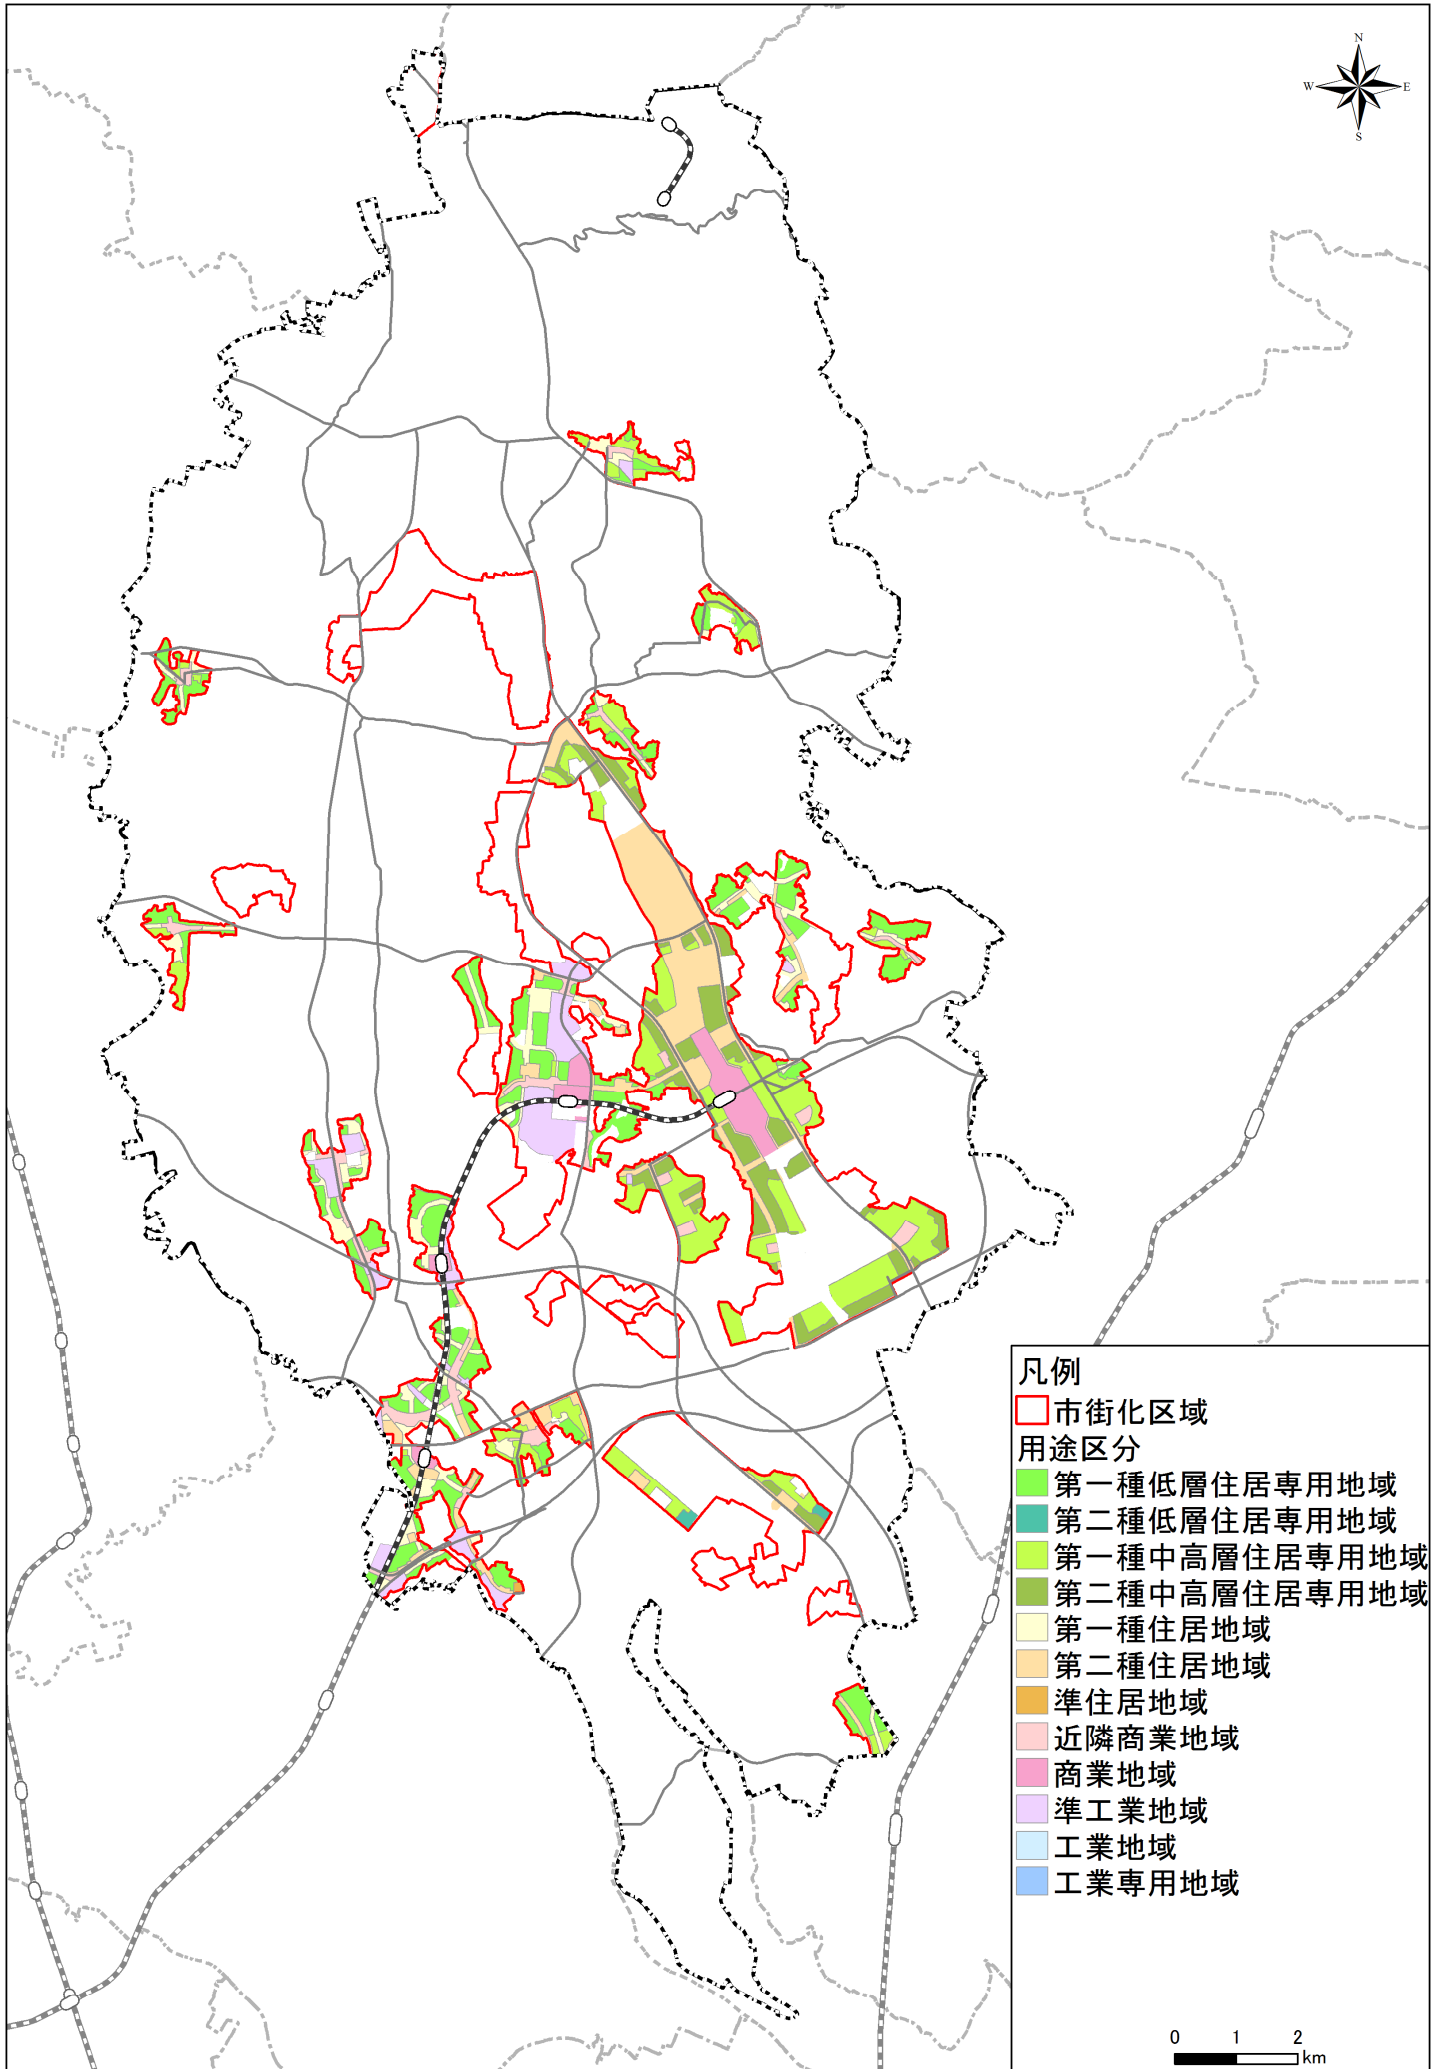 N
W
E
S
凡例
市街化区域
用途区分
第一種低層住居専用地域
第二種低層住居専用地域
第一種中高層住居専用地域
第二種中高層住居専用地域
第一種住居地域
第二種住居地域
準住居地域
近隣商業地域
商業地域
準工業地域
工業地域
工業専用地域
0 1 2
km